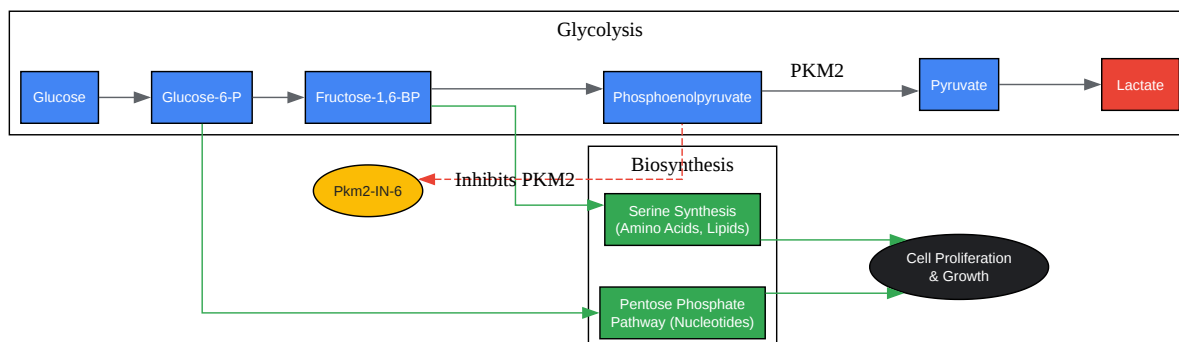 Glycolysis
PKM2
Glucose
Glucose-6-P
Fructose-1,6-BP
Phosphoenolpyruvate
Pyruvate
Lactate
Biosynthesis
Inhibits PKM2
Pkm2-IN-6
Serine Synthesis
(Amino Acids, Lipids)
Cell Proliferation
& Growth
Pentose Phosphate
Pathway (Nucleotides)